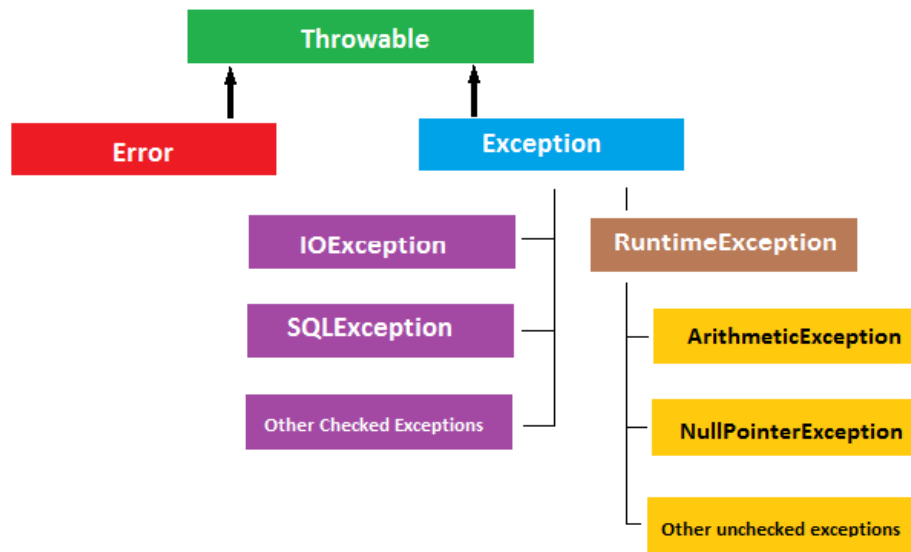 Throwable
Error
Exception
IOException
RuntimeException
SQLException
ArithmeticException
Other Checked Exceptions
NullPointerException
Other unchecked exceptions